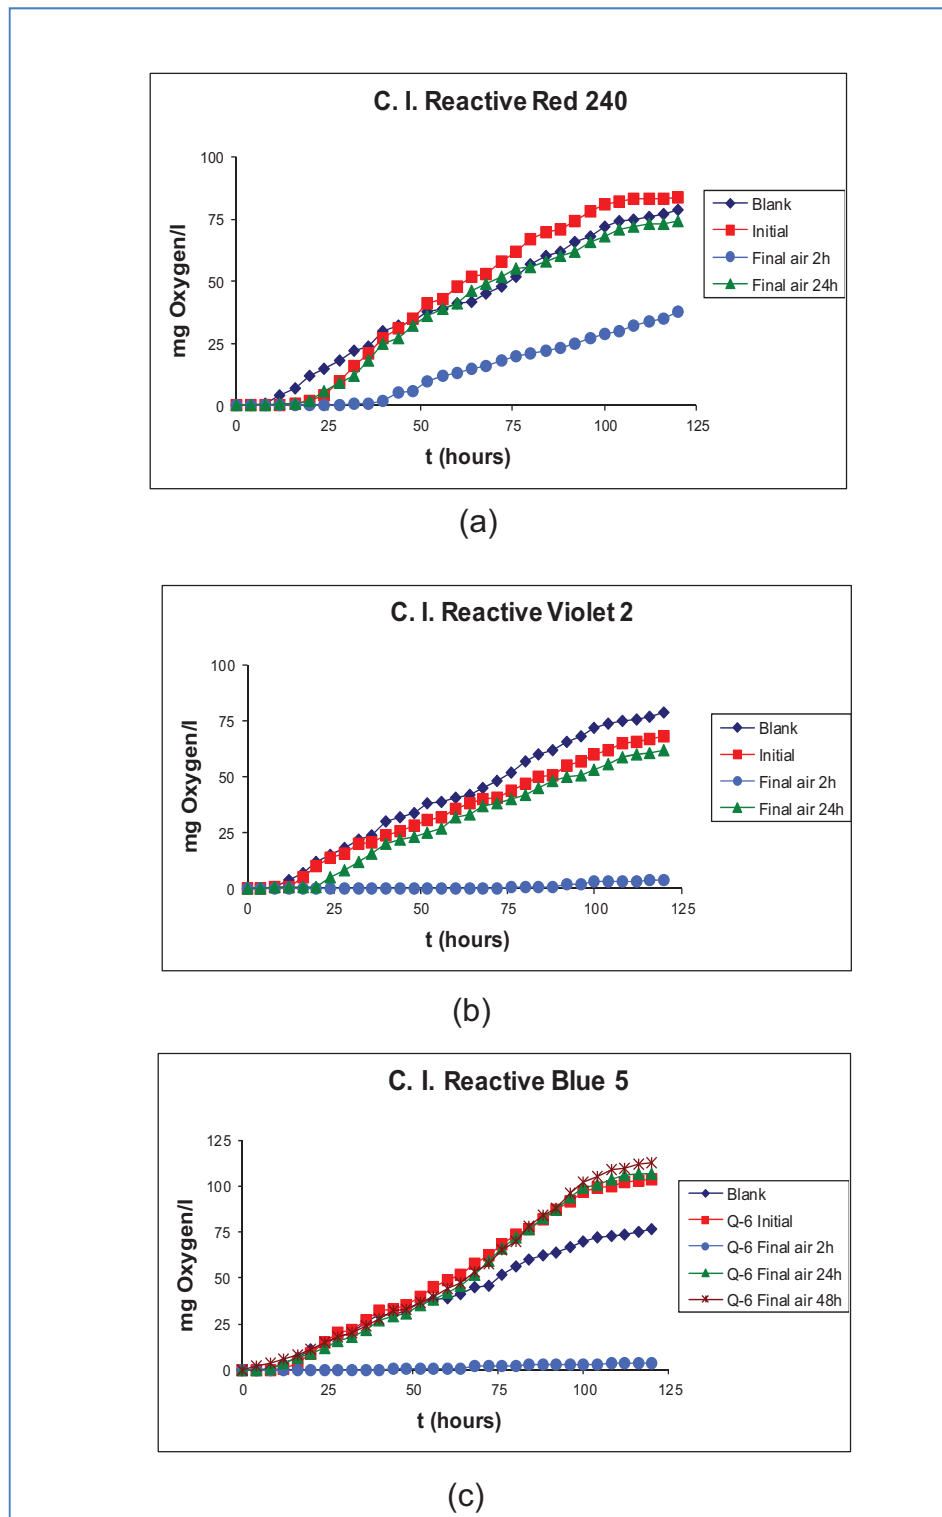 C. I. Reactive Red 240
100
75
50
25
0
mg Oxygen/l
0 25 50 75 100 125
t (hours)
Blank
Initial
Final air 2h
Final air 24h
(a)
C. I. Reactive Violet 2
100
75
50
25
0
mg Oxygen/l
0 25 50 75 100 125
t (hours)
Blank
Initial
Final air 2h
Final air 24h
(b)
C. I. Reactive Blue 5
125
100
75
50
25
0
mg Oxygen/l
0 25 50 75 100 125
t (hours)
Blank
Q-6 Initial
Q-6 Final air 2h
Q-6 Final air 24h
Q-6 Final air 48h
(c)